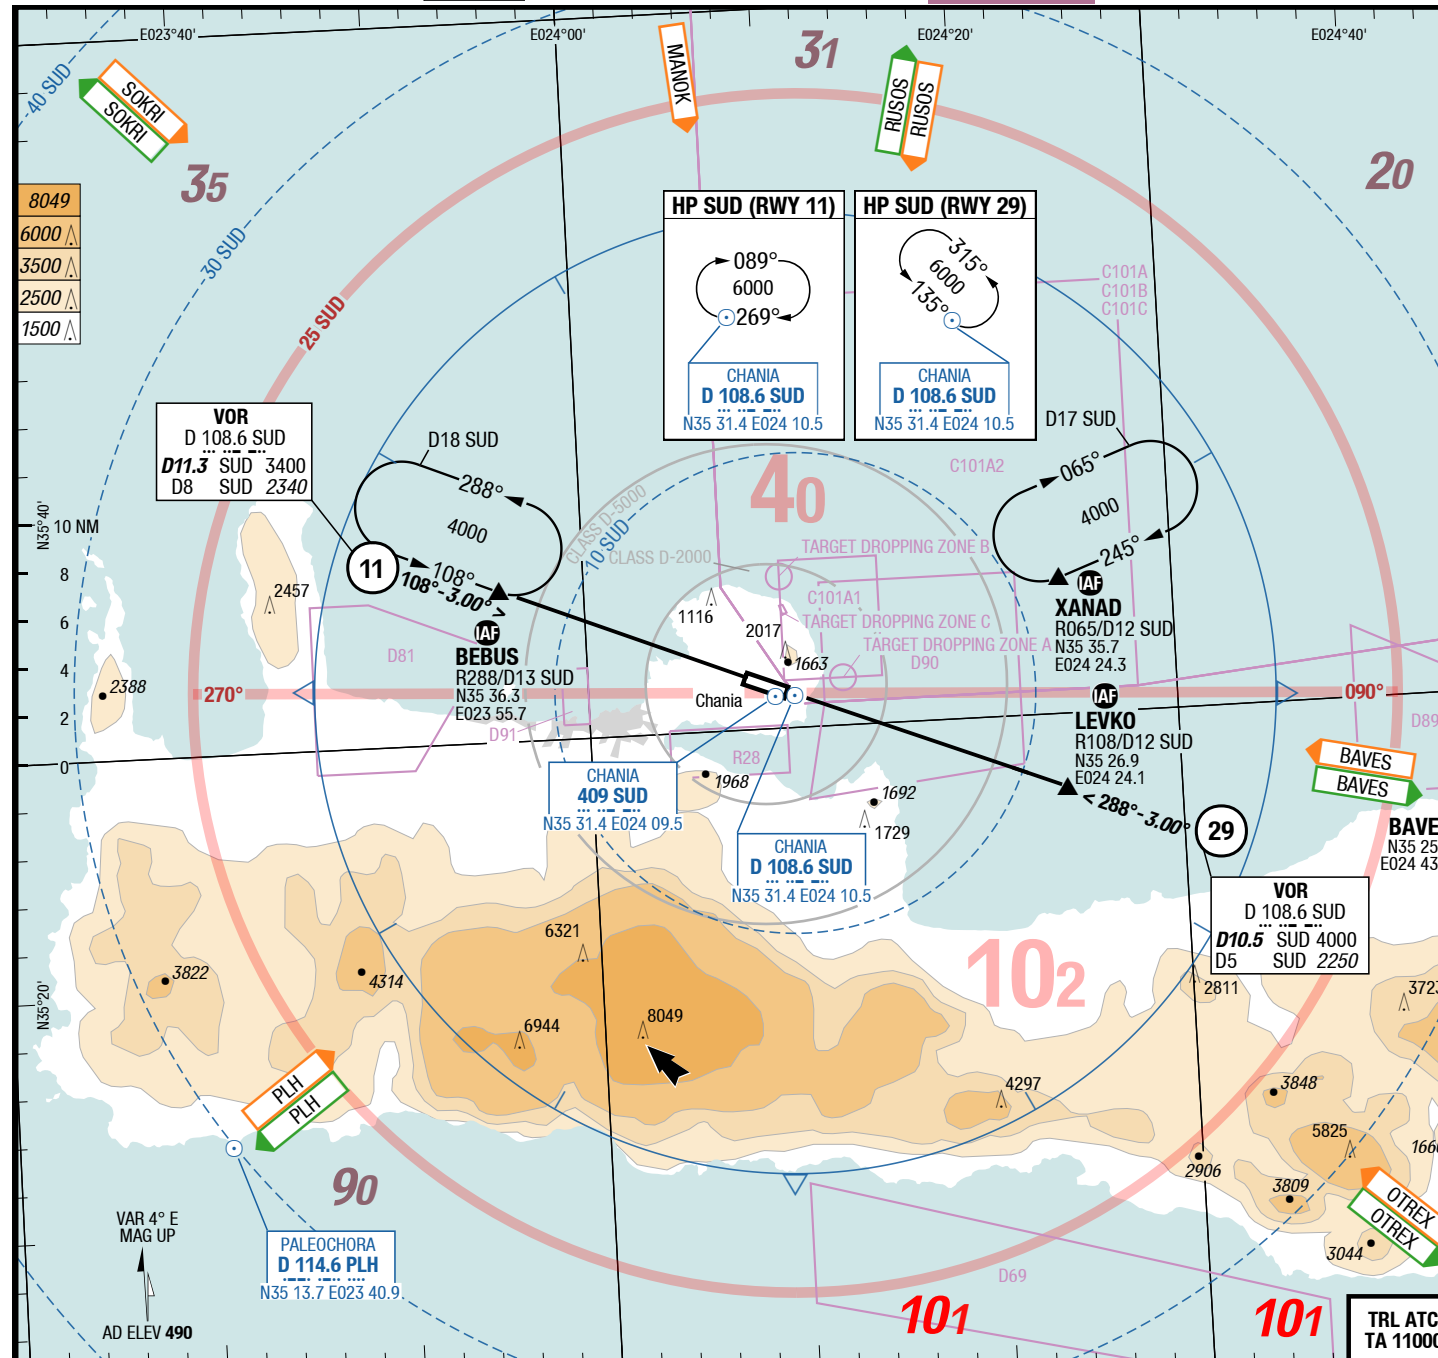 E023°40'
E024°00'
E024°20'
E024°40'
40 SUD
SOKRI
SOKRI
MANOK
31
RUSOS
RUSOS
35
20
8049
6000
3500
2500
1500
30 SUD
25 SUD
HP SUD (RWY 11)
089°
6000
269°
CHANIA
D 108.6 SUD
N35 31.4 E024 10.5
HP SUD (RWY 29)
315°
6000
135°
CHANIA
D 108.6 SUD
N35 31.4 E024 10.5
C101A
C101B
C101C
VOR
D 108.6 SUD
D11.3 SUD 3400
D8 SUD 2340
D18 SUD
288°
4000
108°
11
108°-3.00° >
IAF
BEBUS
R288/D13 SUD
N35 36.3
E023 55.7
D17 SUD
065°
4000
245°
C101A2
40
CLASS D-5000
10 SUD
CLASS D-2000
TARGET DROPPING ZONE B
C101A1
TARGET DROPPING ZONE C
TARGET DROPPING ZONE A
D90
IAF
XANAD
R065/D12 SUD
N35 35.7
E024 24.3
N35°40'
10 NM
8
6
4
2
0
2457
2388
D81
270°
1116
2017
1663
Chania
090°
IAF
LEVKO
R108/D12 SUD
N35 26.9
E024 24.1
D89
D91
R28
BAVES
BAVES
CHANIA
409 SUD
N35 31.4 E024 09.5
1968
1692
1729
< 288°-3.00°
29
BAVE
N35 25
E024 43
CHANIA
D 108.6 SUD
N35 31.4 E024 10.5
VOR
D 108.6 SUD
D10.5 SUD 4000
D5 SUD 2250
6321
3822
4314
102
2811
3723
N35°20'
6944
8049
4297
3848
5825
1660
PLH
PLH
2906
3809
OTREX
OTREX
3044
90
VAR 4° E
MAG UP
PALEOCHORA
D 114.6 PLH
N35 13.7 E023 40.9
D69
AD ELEV 490
101
101
TRL ATC
TA 11000